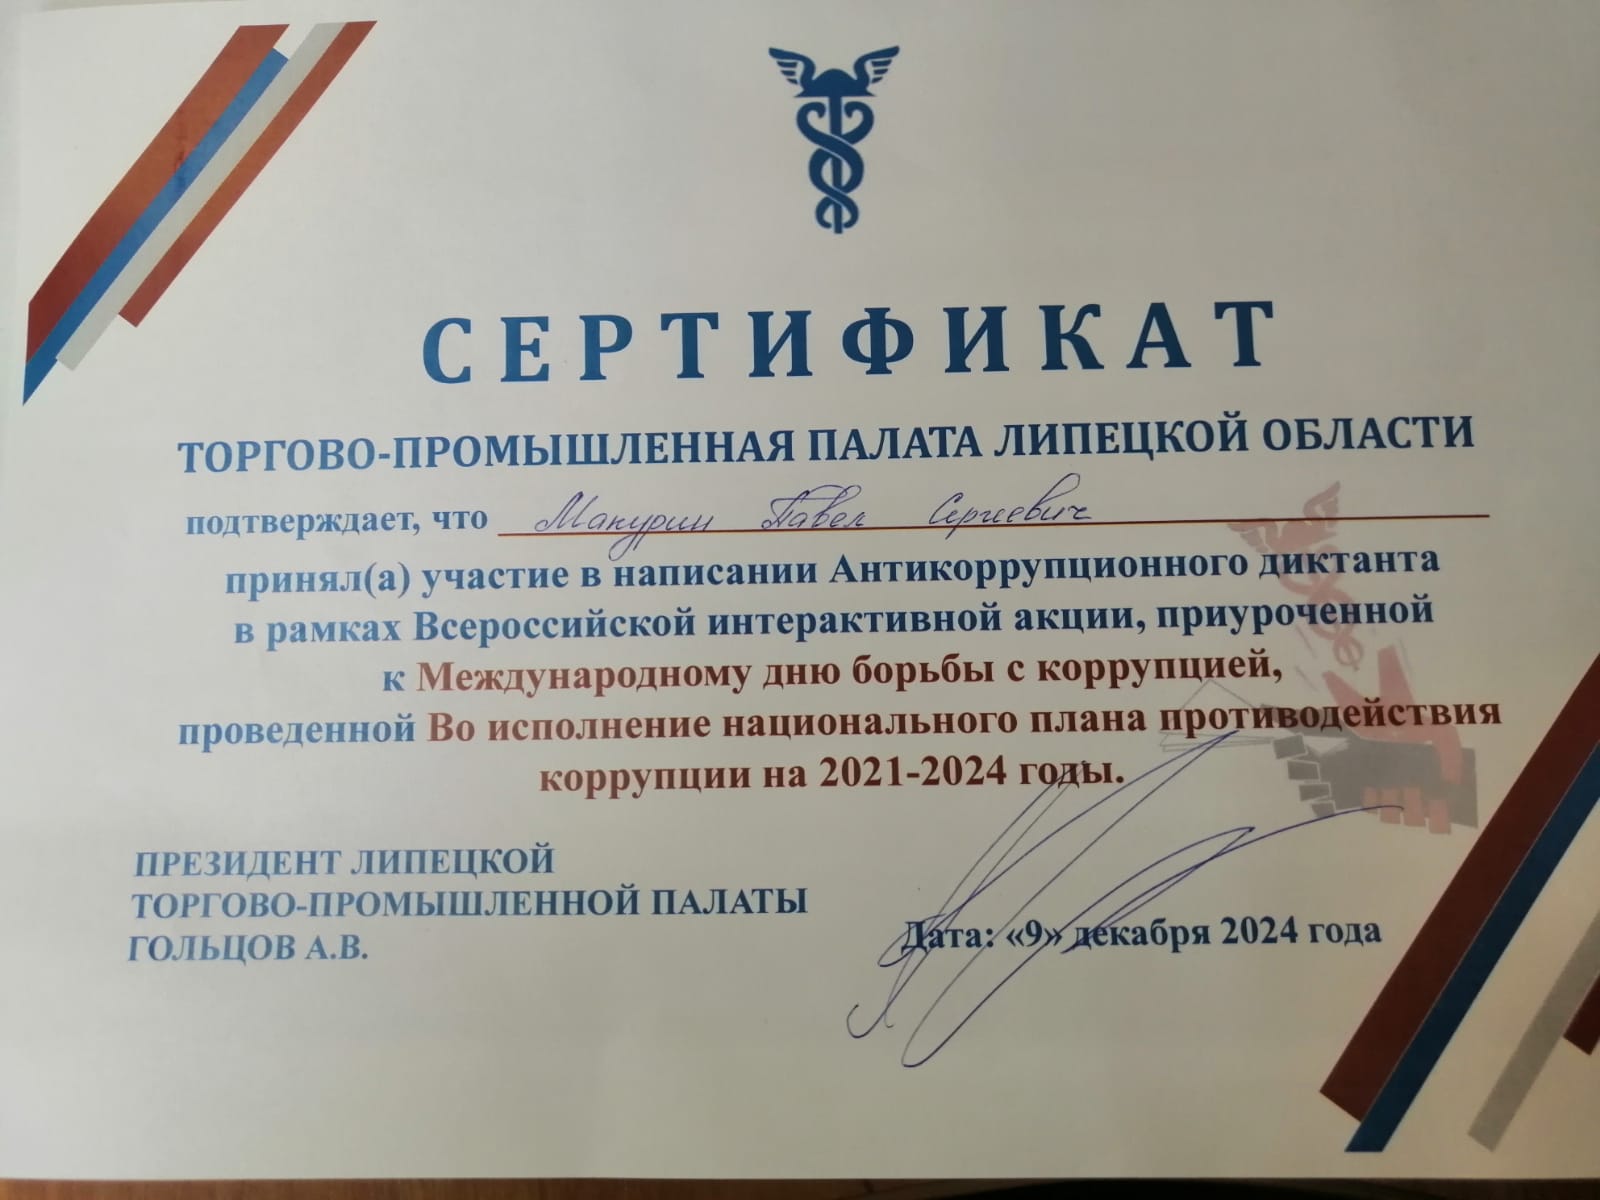 СЕРТИФИКАТ
ТОРГОВО-ПРОМЫШЛЕННАЯ ПАЛАТА ЛИПЕЦКОЙ ОБЛАСТИ
подтверждает, что Макурин Павел Сергеевич
принял(а) участие в написании Антикоррупционного диктанта
в рамках Всероссийской интерактивной акции, приуроченной
к Международному дню борьбы с коррупцией,
проведенной Во исполнение национального плана противодействия
коррупции на 2021-2024 годы.
ПРЕЗИДЕНТ ЛИПЕЦКОЙ
ТОРГОВО-ПРОМЫШЛЕННОЙ ПАЛАТЫ
ГОЛЬЦОВ А.В.
Дата: «9» декабря 2024 года